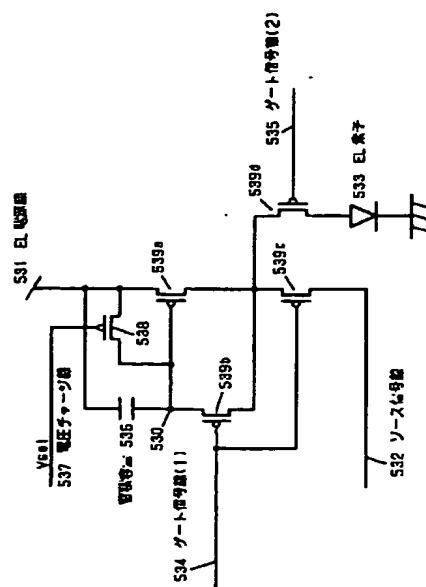 531 EL電源線
Vgs1
537 電圧チャージ線
538
539a
蓄積容量 536
530
539b
534 ゲート信号線(1)
539c
532 ソース信号線
539d
535 ゲート信号線(2)
533 EL素子